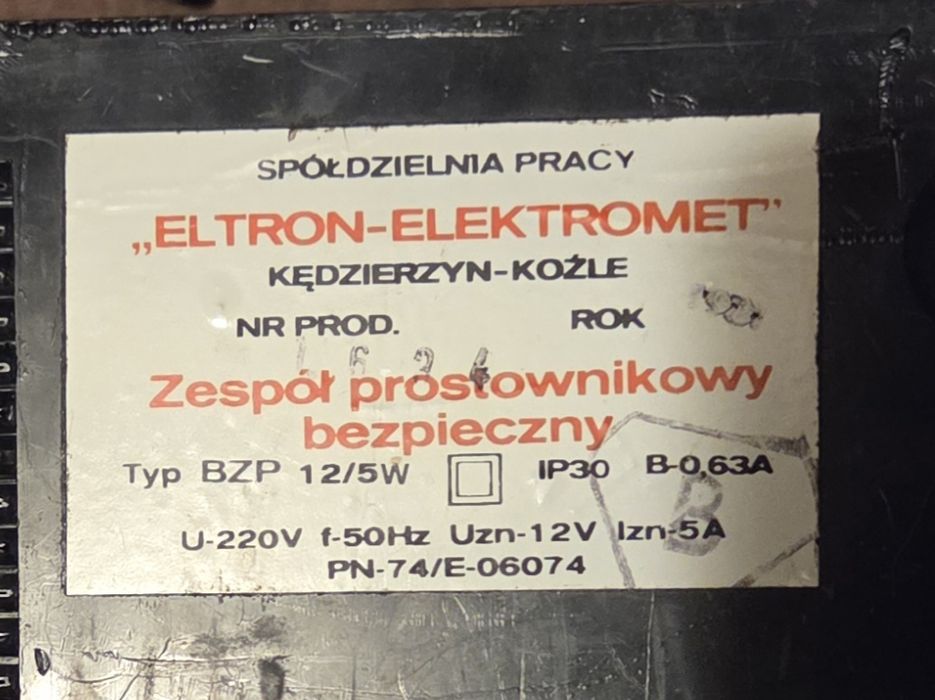 SPÓŁDZIELNIA PRACY
„ELTRON-ELEKTROMET”
KĘDZIERZYN-KOŹLE
NR PROD. ROK
Zespół prostownikowy
bezpieczny
Typ BZP 12/5W IP30 B-0,63A
B
U-220V f-50Hz Uzn-12V Izn-5A
PN-74/E-06074